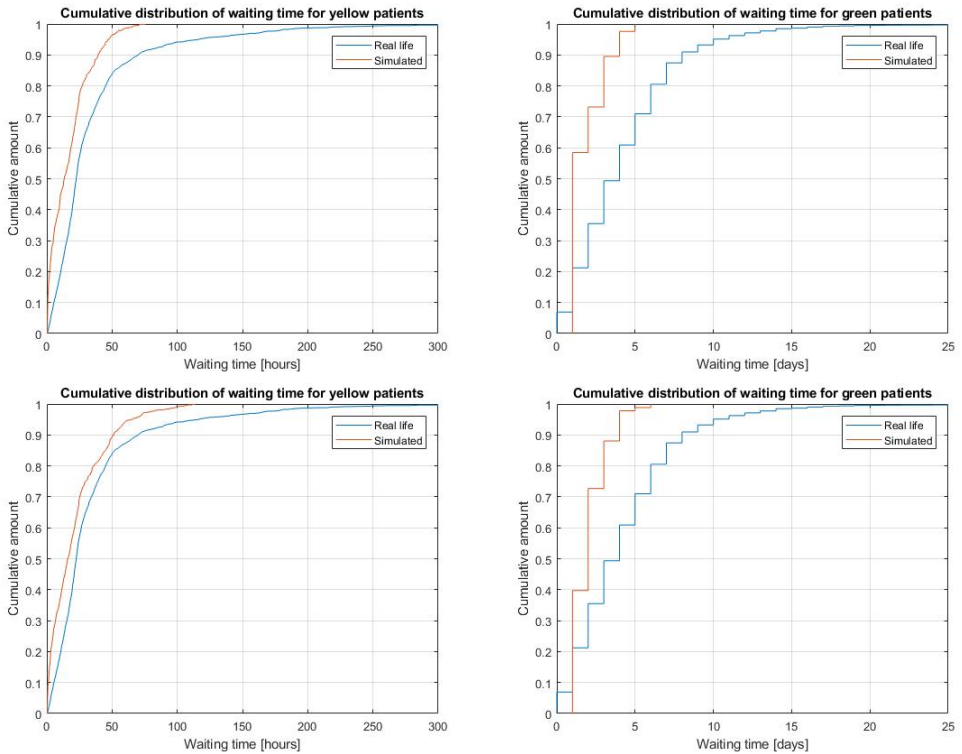 Cumulative distribution of waiting time for yellow patients
1
0.9
0.8
0.7
0.6
0.5
0.4
0.3
0.2
0.1
0
Cumulative amount
Real life
Simulated
0 50 100 150 200 250 300
Waiting time [hours]
Cumulative distribution of waiting time for green patients
1
0.9
0.8
0.7
0.6
0.5
0.4
0.3
0.2
0.1
0
Cumulative amount
Real life
Simulated
0 5 10 15 20 25
Waiting time [days]
Cumulative distribution of waiting time for yellow patients
1
0.9
0.8
0.7
0.6
0.5
0.4
0.3
0.2
0.1
0
Cumulative amount
Real life
Simulated
0 50 100 150 200 250 300
Waiting time [hours]
Cumulative distribution of waiting time for green patients
1
0.9
0.8
0.7
0.6
0.5
0.4
0.3
0.2
0.1
0
Cumulative amount
Real life
Simulated
0 5 10 15 20 25
Waiting time [days]